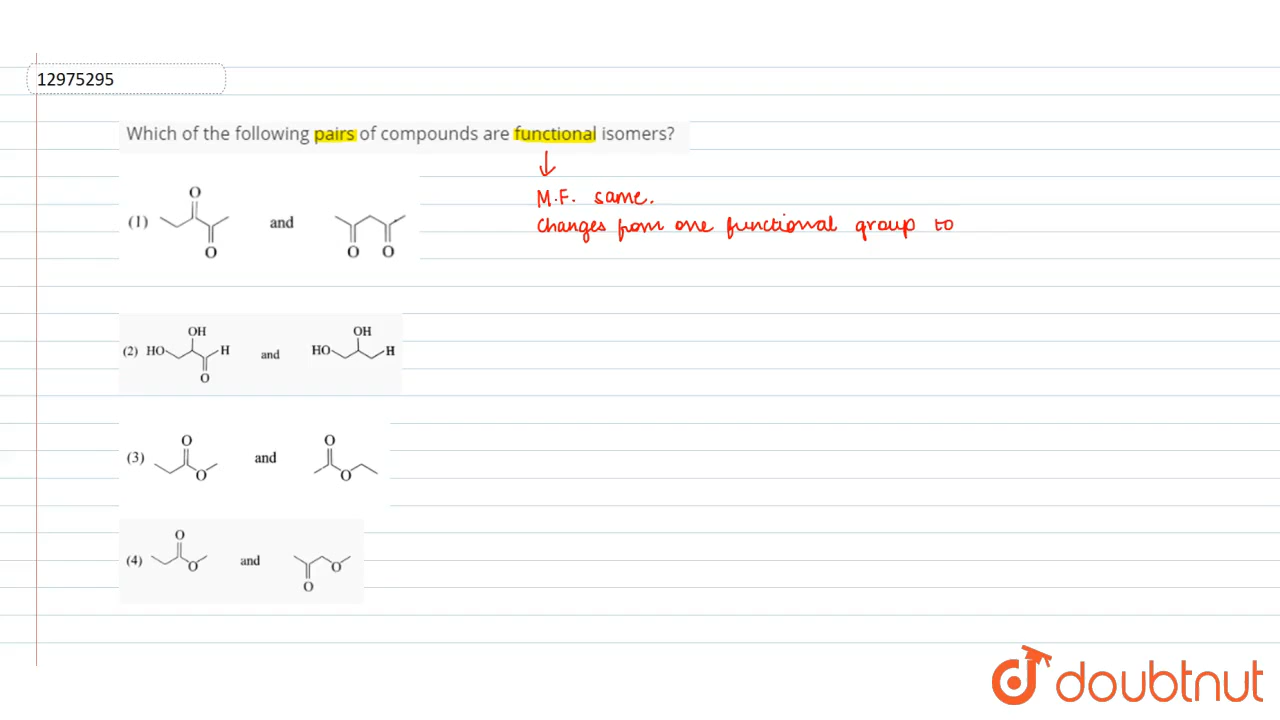 12975295
Which of the following pairs of compounds are functional isomers?
M.F. same.
Changes from one functional group to
(1) O O and O O
(2) HO OH H O and HO OH H
(3) O O and O O
(4) O O and O O
doubtnut